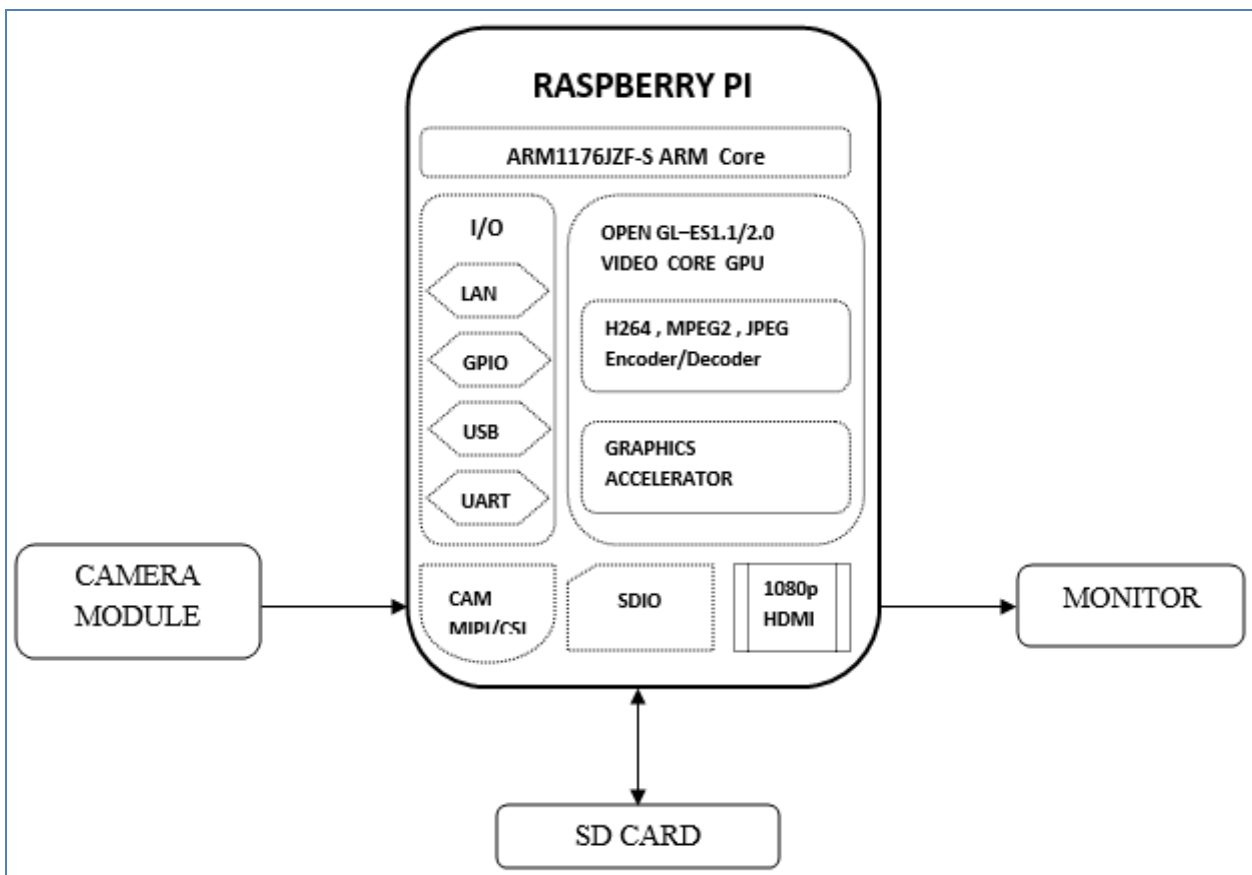 RASPBERRY PI
ARM1176JZF-S ARM Core
I/O
LAN
GPIO
USB
UART
OPEN GL–ES1.1/2.0
VIDEO CORE GPU
H264 , MPEG2 , JPEG
Encoder/Decoder
GRAPHICS
ACCELERATOR
CAMERA
MODULE
CAM
MIPI/CSI
SDIO
1080p
HDMI
MONITOR
SD CARD